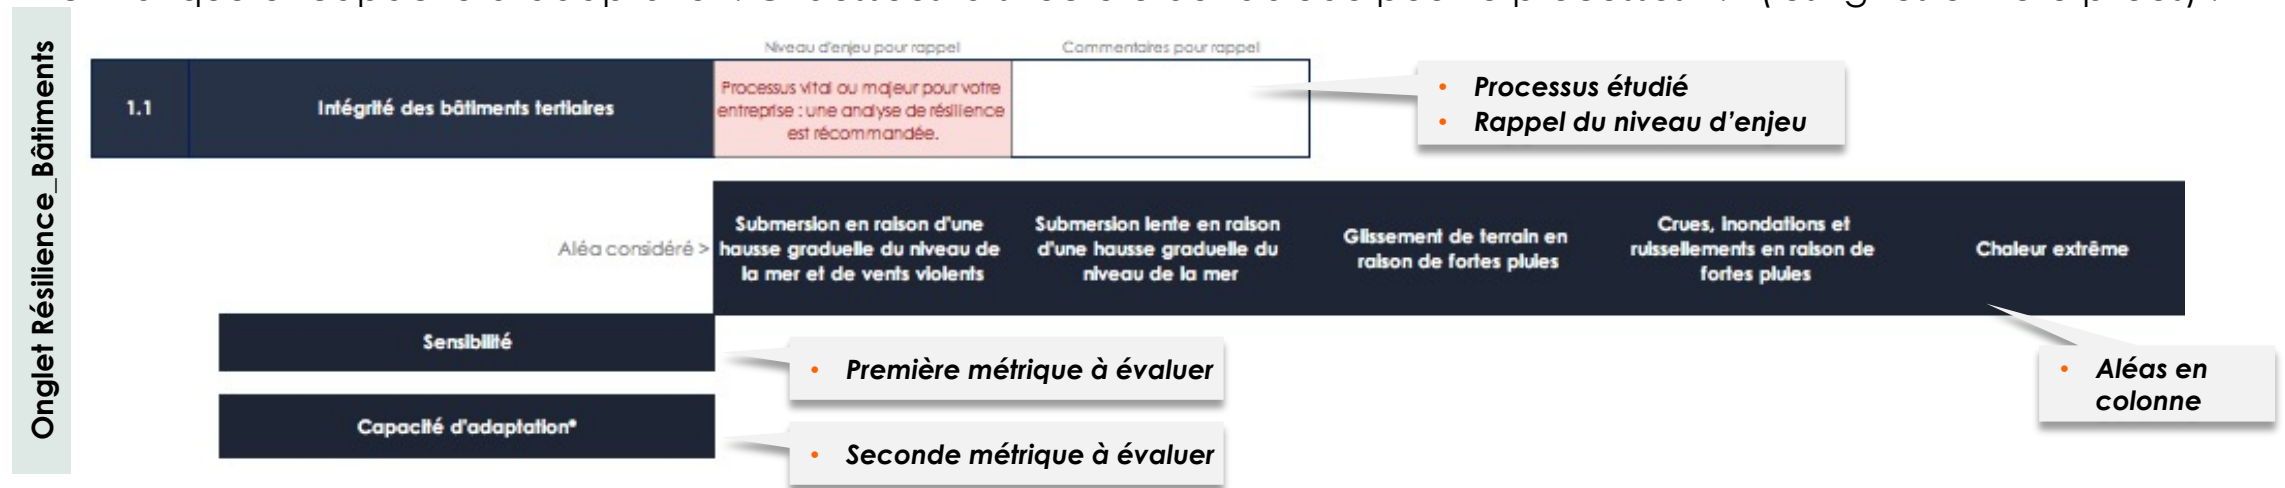 Onglet Résilience_Bâtiments
Niveau d'enjeu pour rappel
Commentaires pour rappel
1.1
Intégrité des bâtiments tertiaires
Processus vital ou majeur pour votre
entreprise : une analyse de résilience
est récommandée.
• Processus étudié
• Rappel du niveau d'enjeu
Aléa considéré >
Submersion en raison d'une
hausse graduelle du niveau de
la mer et de vents violents
Submersion lente en raison
d'une hausse graduelle du
niveau de la mer
Glissement de terrain en
raison de fortes pluies
Crues, inondations et
ruissellements en raison de
fortes pluies
Chaleur extrême
Sensibilité
• Première métrique à évaluer
• Aléas en
colonne
Capacité d'adaptation*
• Seconde métrique à évaluer